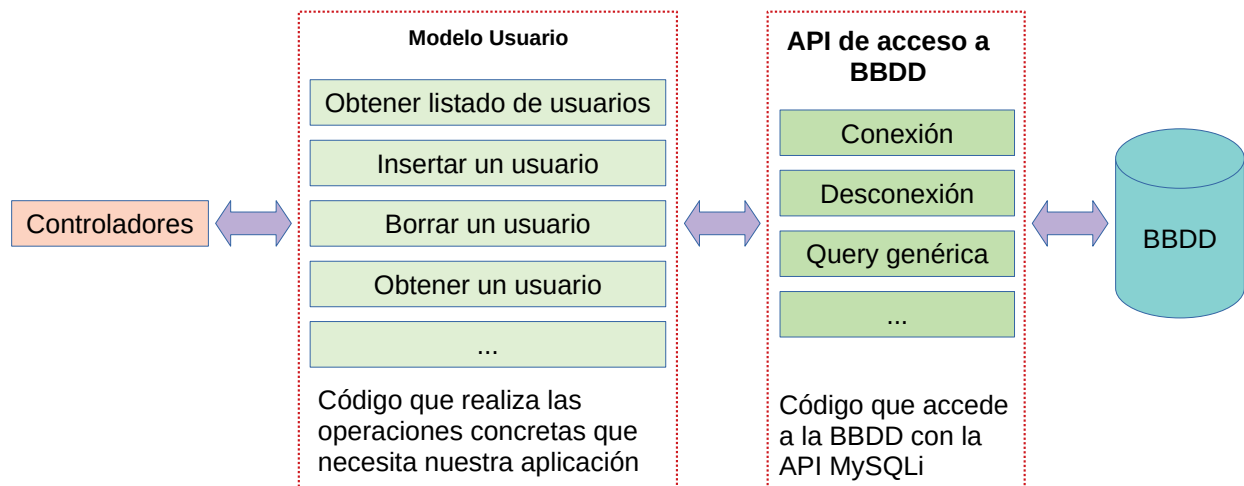 Controladores
Modelo Usuario
Obtener listado de usuarios
Insertar un usuario
Borrar un usuario
Obtener un usuario
...
Código que realiza las
operaciones concretas que
necesita nuestra aplicación
API de acceso a
BBDD
Conexión
Desconexión
Query genérica
...
Código que accede
a la BBDD con la
API MySQLi
BBDD